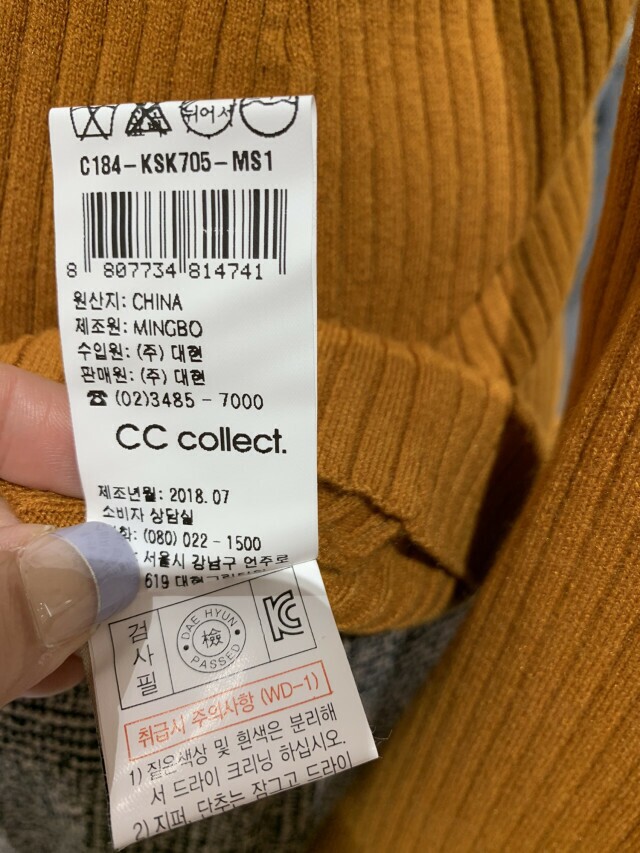 뉘어서
C184-KSK705-MS1
8 807734 814741
원산지: CHINA
제조원: MINGBO
수입원: (주) 대현
판매원: (주) 대현
☎ (02)3485 - 7000
CC collect.
제조년월: 2018.07
소비자 상담실
(080) 022 - 1500
서울시 강남구 언주로
619 대현
검사필
DAE HYUN
檢
PASSED
KC
취급시 주의사항 (WD-1)
1) 짙은색상 및 흰색은 분리해
서 드라이 크리닝 하십시오.
2) 지퍼, 단추는 잠그고 드라이